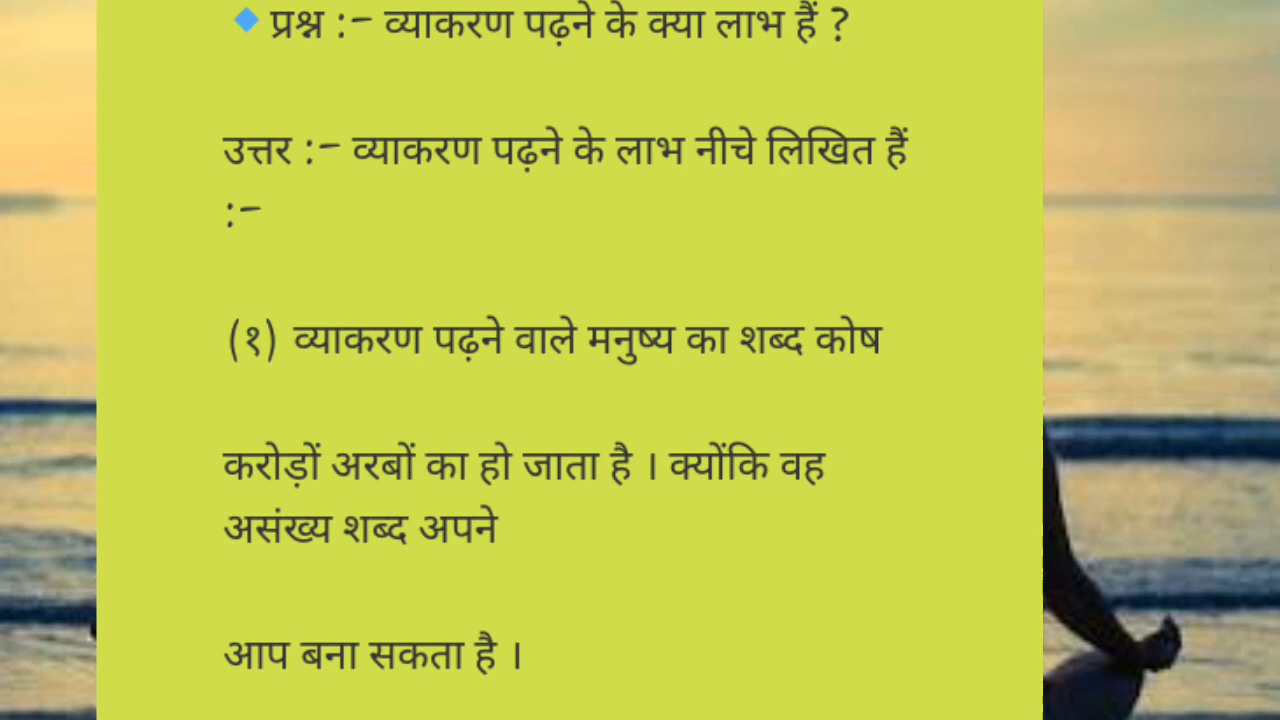 🔹प्रश्न :- व्याकरण पढ़ने के क्या लाभ हैं ?
उत्तर :- व्याकरण पढ़ने के लाभ नीचे लिखित हैं
:-
(१) व्याकरण पढ़ने वाले मनुष्य का शब्द कोष
करोड़ों अरबों का हो जाता है । क्योंकि वह
असंख्य शब्द अपने
आप बना सकता है ।